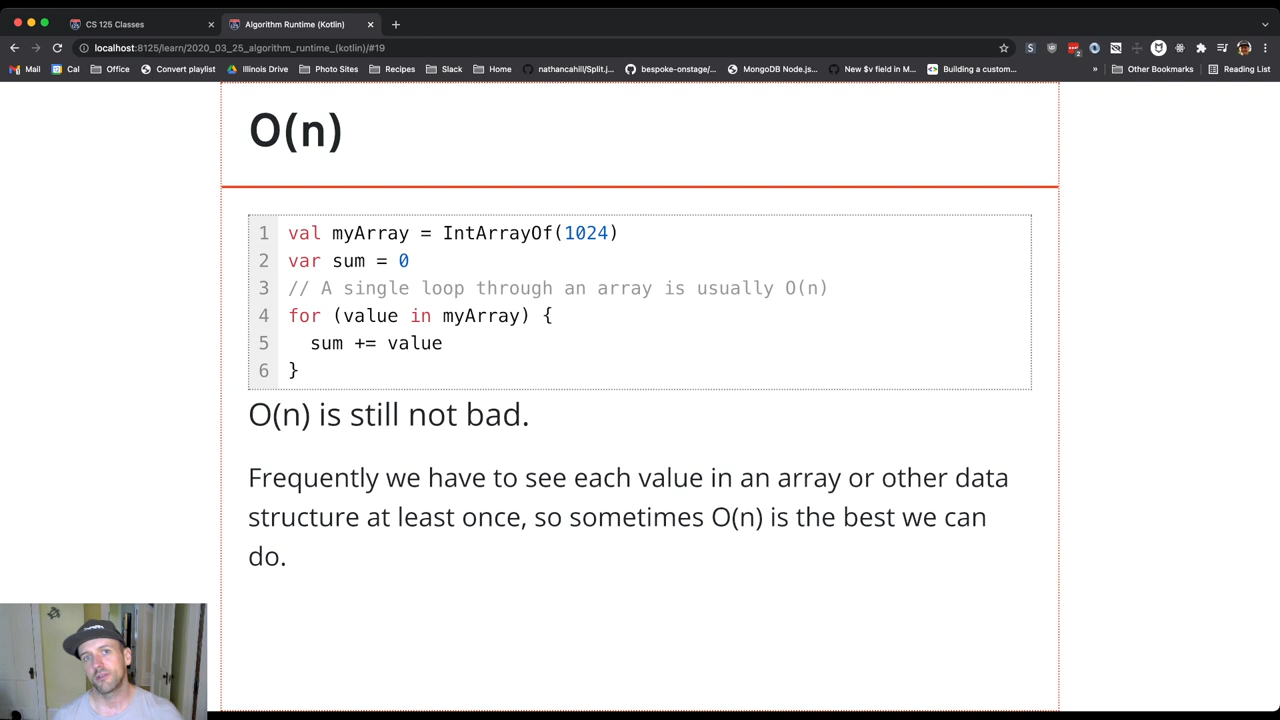 CS 125 Classes
Algorithm Runtime (Kotlin)
localhost:8125/learn/2020_03_25_algorithm_runtime_(kotlin)/#19
Mail Cal Office Convert playlist Illinois Drive Photo Sites Recipes Slack Home nathancahill/Split.j... bespoke-onstage/... MongoDB Node.js... New $v field in M... Building a custom... » Other Bookmarks Reading List
O(n)
1 val myArray = IntArrayOf(1024)
2 var sum = 0
3 // A single loop through an array is usually O(n)
4 for (value in myArray) {
5 sum += value
6 }
O(n) is still not bad.
Frequently we have to see each value in an array or other data
structure at least once, so sometimes O(n) is the best we can
do.